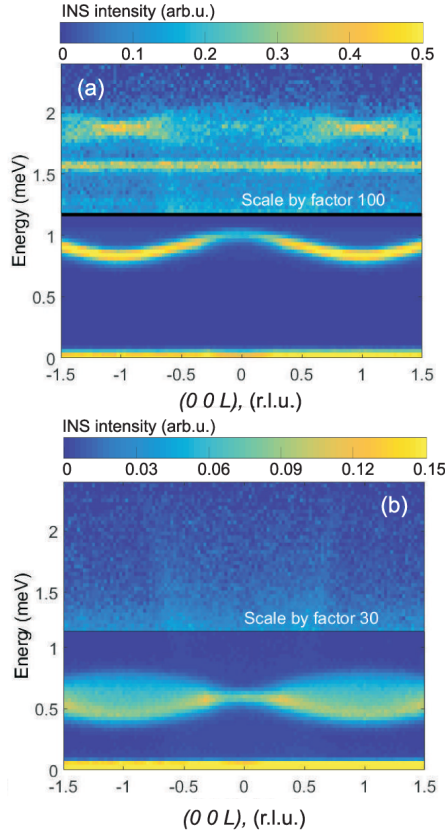 INS intensity (arb.u.)
0 0.1 0.2 0.3 0.4 0.5
(a)
2
1.5
Scale by factor 100
1
0.5
0
Energy (meV)
-1.5 -1 -0.5 0 0.5 1 1.5
(0 0 L), (r.l.u.)
INS intensity (arb.u.)
0 0.03 0.06 0.09 0.12 0.15
(b)
2
1.5
Scale by factor 30
1
0.5
0
Energy (meV)
-1.5 -1 -0.5 0 0.5 1 1.5
(0 0 L), (r.l.u.)